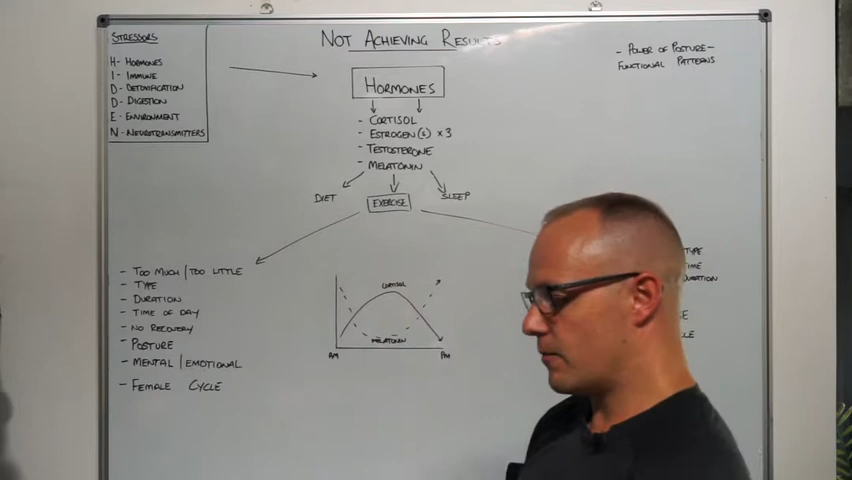 STRESSORS
H- HORMONES
I - IMMUNE
D- DETOXIFICATION
D- DIGESTION
E- ENVIRONMENT
N- NEUROTRANSMITTERS
NOT ACHIEVING RESULTS
- POWER OF POSTURE -
FUNCTIONAL PATTERNS
HORMONES
- CORTISOL
- ESTROGEN(S) x 3
- TESTOSTERONE
- MELATONIN
DIET
EXERCISE
SLEEP
- TOO MUCH / TOO LITTLE
- TYPE
- DURATION
- TIME OF DAY
- NO RECOVERY
- POSTURE
- MENTAL / EMOTIONAL
- FEMALE CYCLE
CORTISOL
MELATONIN
AM
PM
TYPE
TIME
DURATION